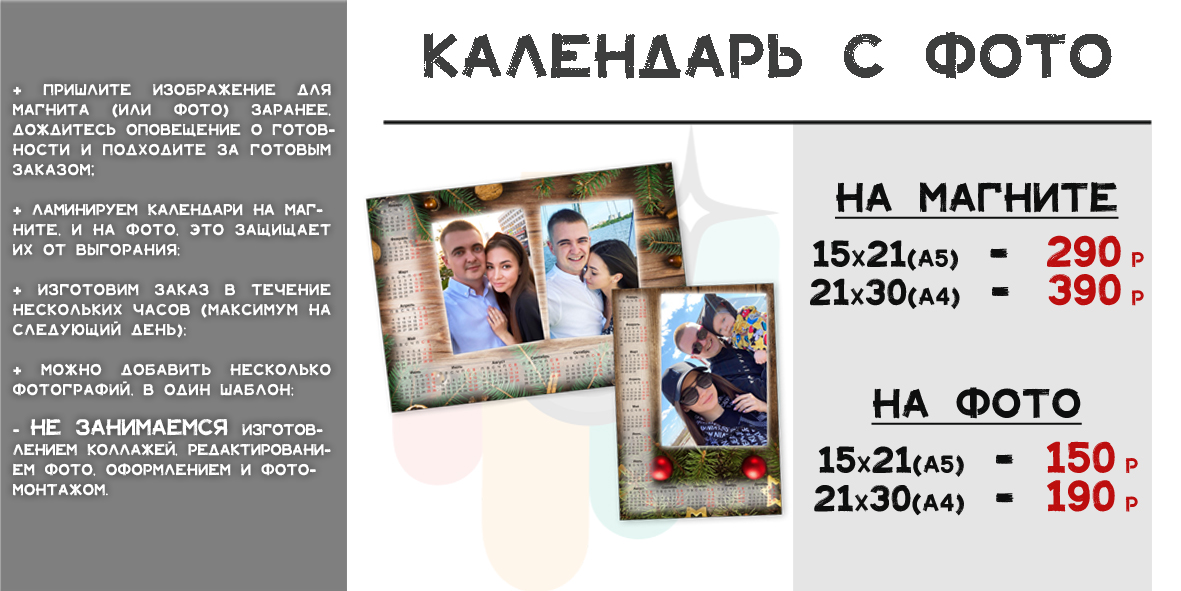 КАЛЕНДАРЬ С ФОТО
+ ПРИШЛИТЕ ИЗОБРАЖЕНИЕ ДЛЯ
МАГНИТА (ИЛИ ФОТО) ЗАРАНЕЕ,
ДОЖДИТЕСЬ ОПОВЕЩЕНИЕ О ГОТОВ-
НОСТИ И ПОДХОДИТЕ ЗА ГОТОВЫМ
ЗАКАЗОМ;
+ ЛАМИНИРУЕМ КАЛЕНДАРИ НА МАГ-
НИТЕ, И НА ФОТО, ЭТО ЗАЩИЩАЕТ
ИХ ОТ ВЫГОРАНИЯ;
+ ИЗГОТОВИМ ЗАКАЗ В ТЕЧЕНИЕ
НЕСКОЛЬКИХ ЧАСОВ (МАКСИМУМ НА
СЛЕДУЮЩИЙ ДЕНЬ);
+ МОЖНО ДОБАВИТЬ НЕСКОЛЬКО
ФОТОГРАФИЙ, В ОДИН ШАБЛОН;
- НЕ ЗАНИМАЕМСЯ ИЗГОТОВ-
ЛЕНИЕМ КОЛЛАЖЕЙ, РЕДАКТИРОВАНИ-
ЕМ ФОТО, ОФОРМЛЕНИЕМ И ФОТО-
МОНТАЖОМ.
НА МАГНИТЕ
15х21(А5) = 290 Р
21х30(А4) = 390 Р
НА ФОТО
15х21(А5) = 150 Р
21х30(А4) = 190 Р